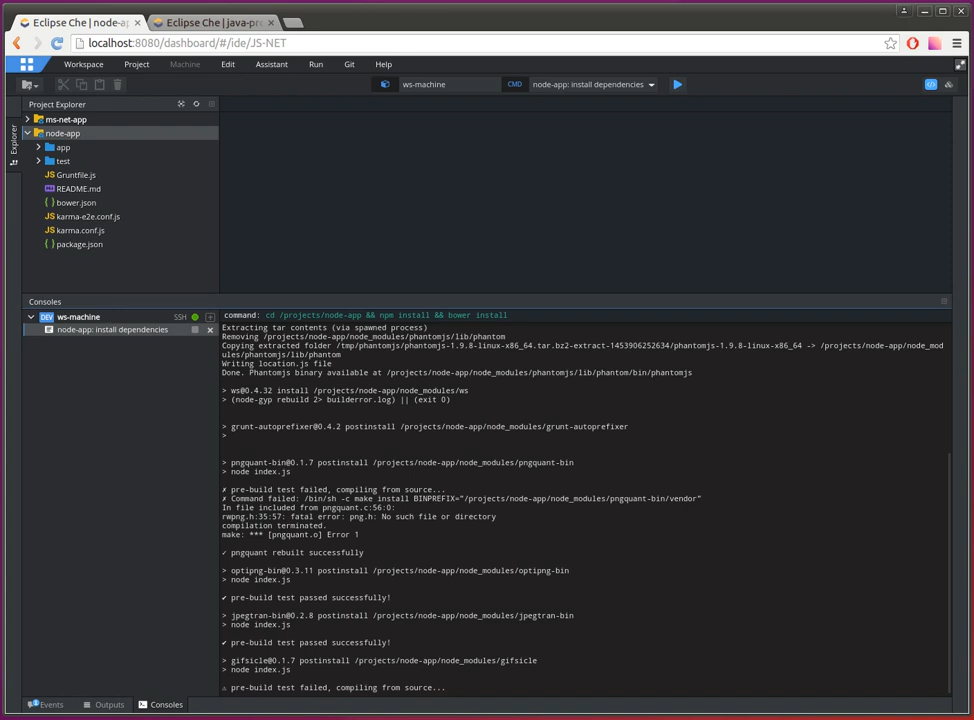 Eclipse Che | node-ap
Eclipse Che | java-pro
localhost:8080/dashboard/#/ide/JS-NET
Workspace Project Machine Edit Assistant Run Git Help
ws-machine CMD node-app: install dependencies
Explorer
Project Explorer
ms-net-app
node-app
app
test
JS Gruntfile.js
README.md
{ } bower.json
JS karma-e2e.conf.js
JS karma.conf.js
{ } package.json
Consoles
DEV ws-machine SSH
node-app: install dependencies
command: cd /projects/node-app && npm install && bower install
Extracting tar contents (via spawned process)
Removing /projects/node-app/node_modules/phantomjs/lib/phantom
Copying extracted folder /tmp/phantomjs/phantomjs-1.9.8-linux-x86_64.tar.bz2-extract-1453906252634/phantomjs-1.9.8-linux-x86_64 -> /projects/node-app/node_mod
ules/phantomjs/lib/phantom
Writing location.js file
Done. Phantomjs binary available at /projects/node-app/node_modules/phantomjs/lib/phantom/bin/phantomjs
> ws@0.4.32 install /projects/node-app/node_modules/ws
> (node-gyp rebuild 2> builderror.log) || (exit 0)
> grunt-autoprefixer@0.4.2 postinstall /projects/node-app/node_modules/grunt-autoprefixer
>
> pngquant-bin@0.1.7 postinstall /projects/node-app/node_modules/pngquant-bin
> node index.js
✗ pre-build test failed, compiling from source...
✗ Command failed: /bin/sh -c make install BINPREFIX="/projects/node-app/node_modules/pngquant-bin/vendor"
In file included from pngquant.c:56:0:
rwpng.h:35:57: fatal error: png.h: No such file or directory
compilation terminated.
make: *** [pngquant.o] Error 1
✓ pngquant rebuilt successfully
> optipng-bin@0.3.11 postinstall /projects/node-app/node_modules/optipng-bin
> node index.js
✔ pre-build test passed successfully!
> jpegtran-bin@0.2.8 postinstall /projects/node-app/node_modules/jpegtran-bin
> node index.js
✔ pre-build test passed successfully!
> gifsicle@0.1.7 postinstall /projects/node-app/node_modules/gifsicle
> node index.js
⚠ pre-build test failed, compiling from source...
Events Outputs Consoles